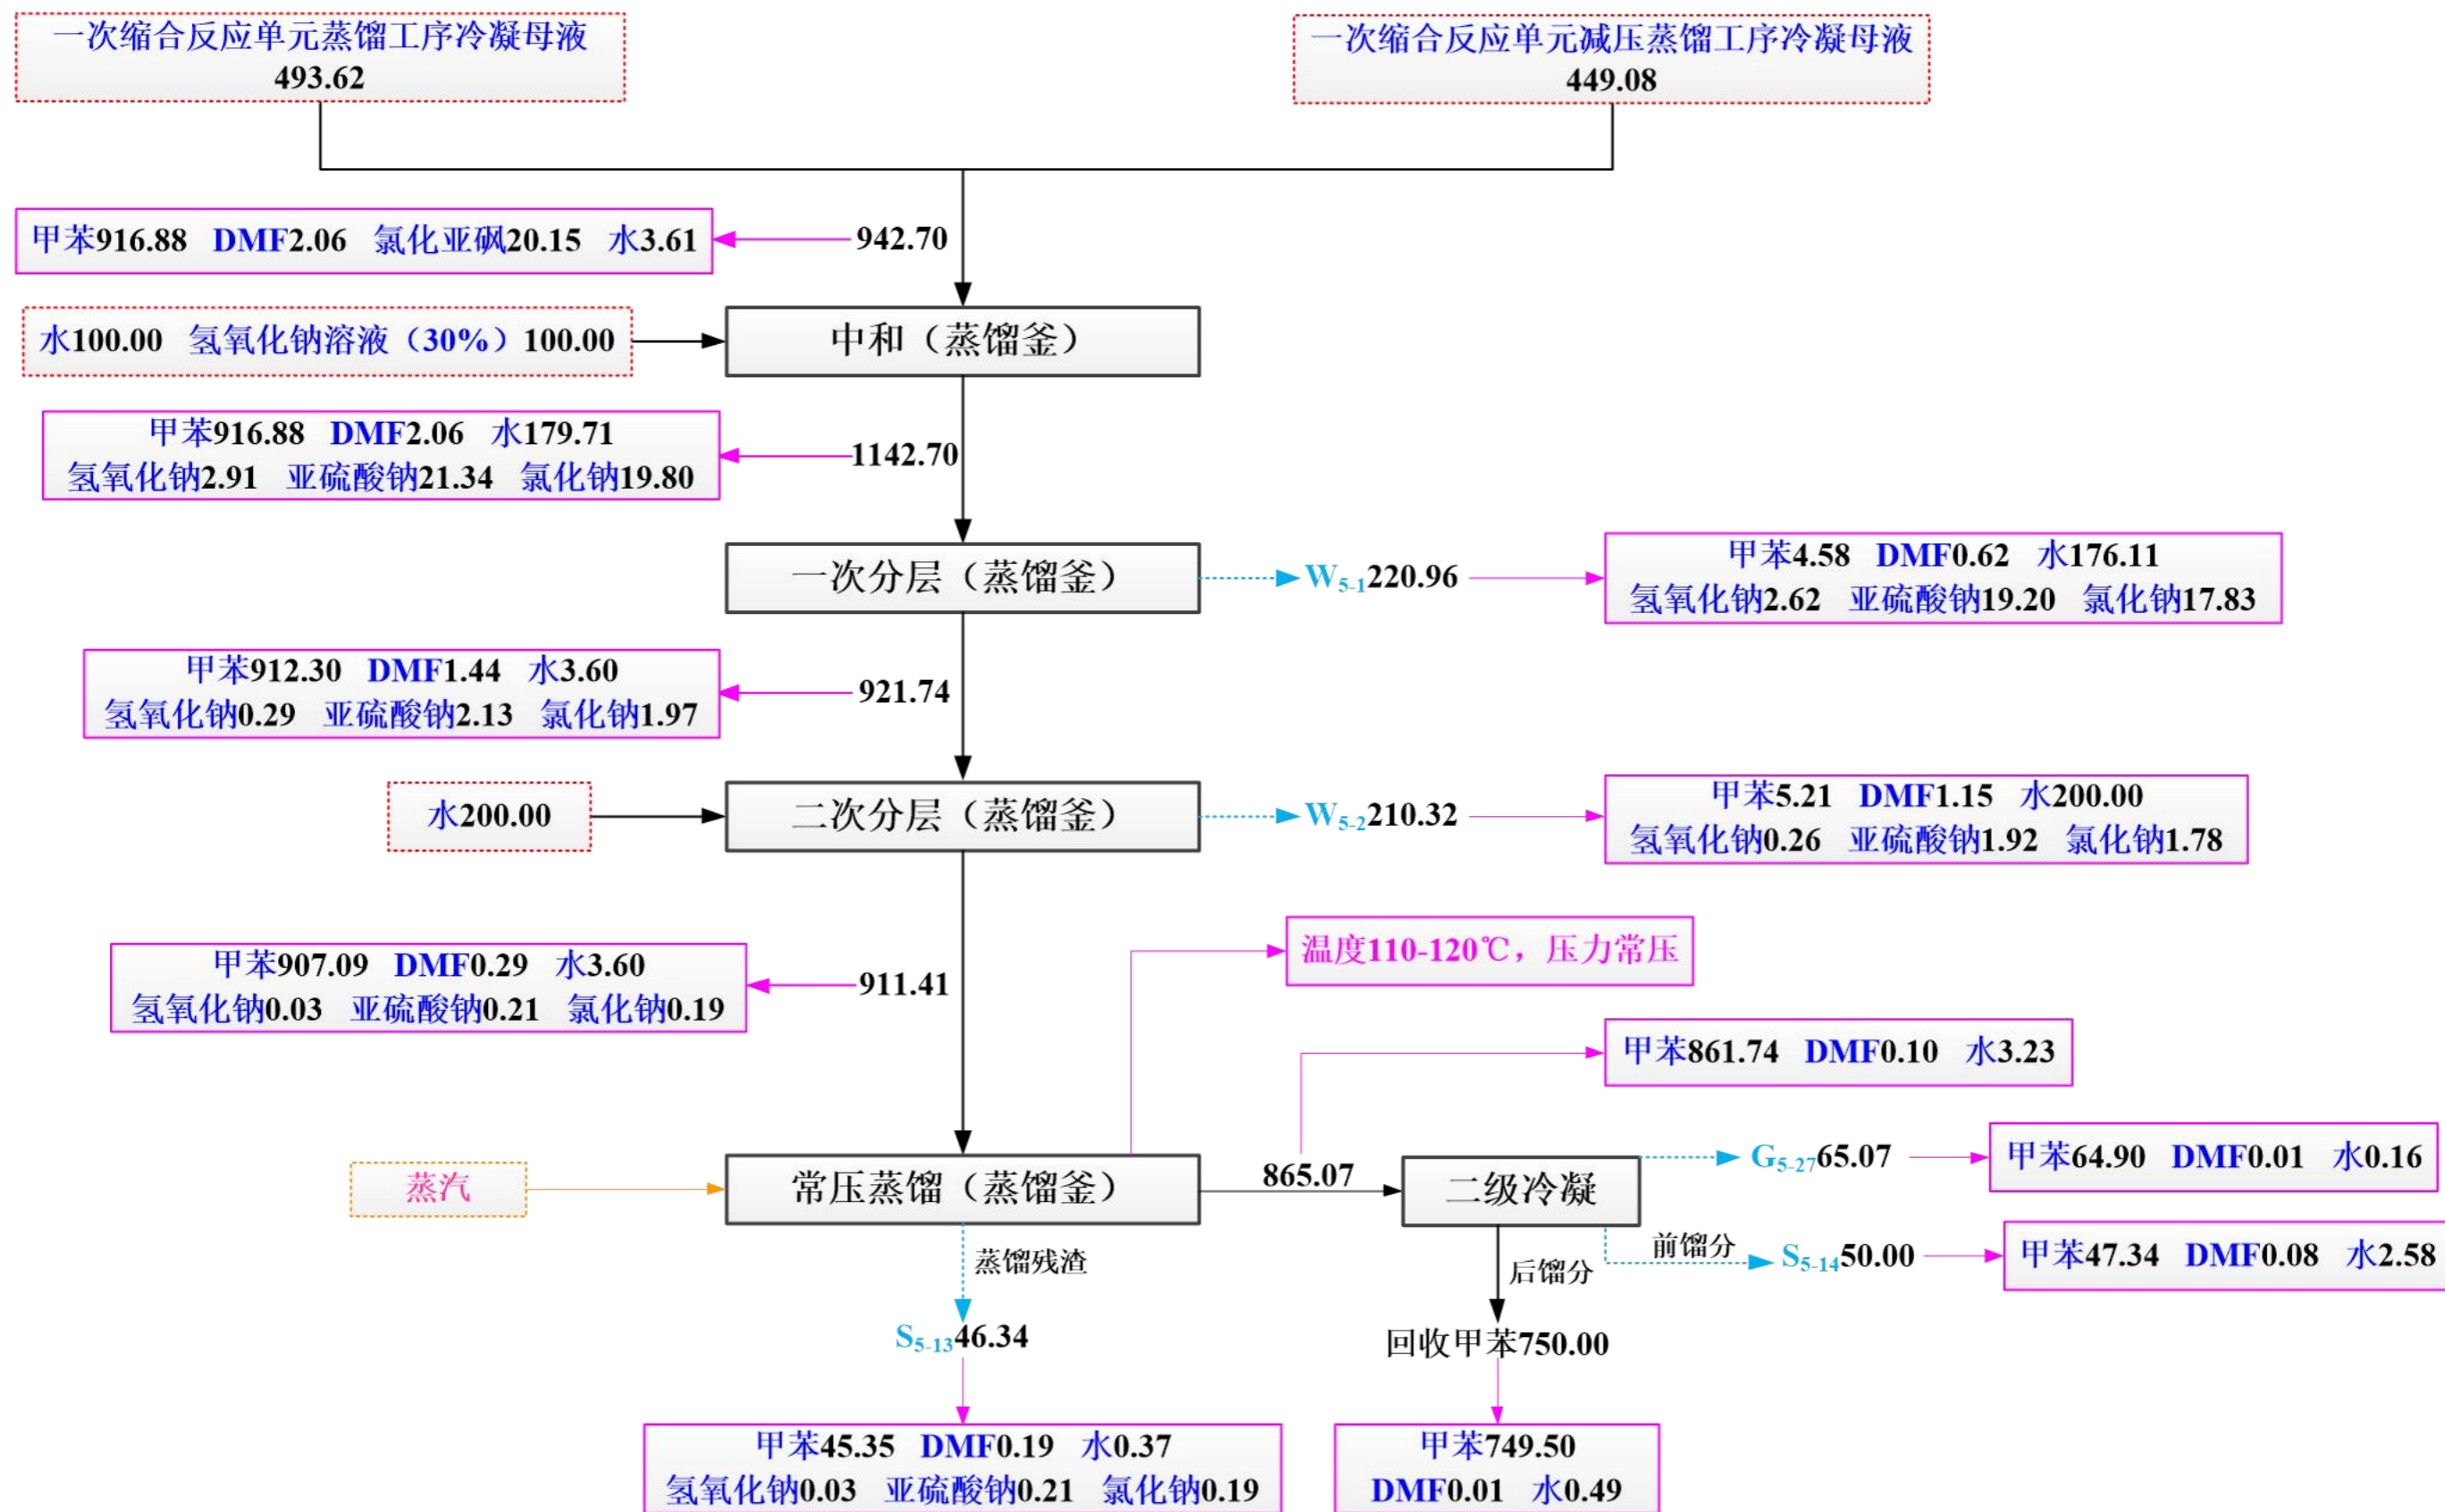 一次缩合反应单元蒸馏工序冷凝母液
493.62
一次缩合反应单元减压蒸馏工序冷凝母液
449.08
甲苯916.88 DMF2.06 氯化亚砜20.15 水3.61
942.70
水100.00 氢氧化钠溶液（30%）100.00
中和（蒸馏釜）
甲苯916.88 DMF2.06 水179.71
氢氧化钠2.91 亚硫酸钠21.34 氯化钠19.80
1142.70
一次分层（蒸馏釜）
W5-1220.96
甲苯4.58 DMF0.62 水176.11
氢氧化钠2.62 亚硫酸钠19.20 氯化钠17.83
甲苯912.30 DMF1.44 水3.60
氢氧化钠0.29 亚硫酸钠2.13 氯化钠1.97
921.74
水200.00
二次分层（蒸馏釜）
W5-2210.32
甲苯5.21 DMF1.15 水200.00
氢氧化钠0.26 亚硫酸钠1.92 氯化钠1.78
温度110-120℃，压力常压
甲苯907.09 DMF0.29 水3.60
氢氧化钠0.03 亚硫酸钠0.21 氯化钠0.19
911.41
甲苯861.74 DMF0.10 水3.23
蒸汽
常压蒸馏（蒸馏釜）
865.07
二级冷凝
G5-2765.07
甲苯64.90 DMF0.01 水0.16
前馏分
S5-1450.00
甲苯47.34 DMF0.08 水2.58
蒸馏残渣
后馏分
S5-1346.34
回收甲苯750.00
甲苯45.35 DMF0.19 水0.37
氢氧化钠0.03 亚硫酸钠0.21 氯化钠0.19
甲苯749.50
DMF0.01 水0.49